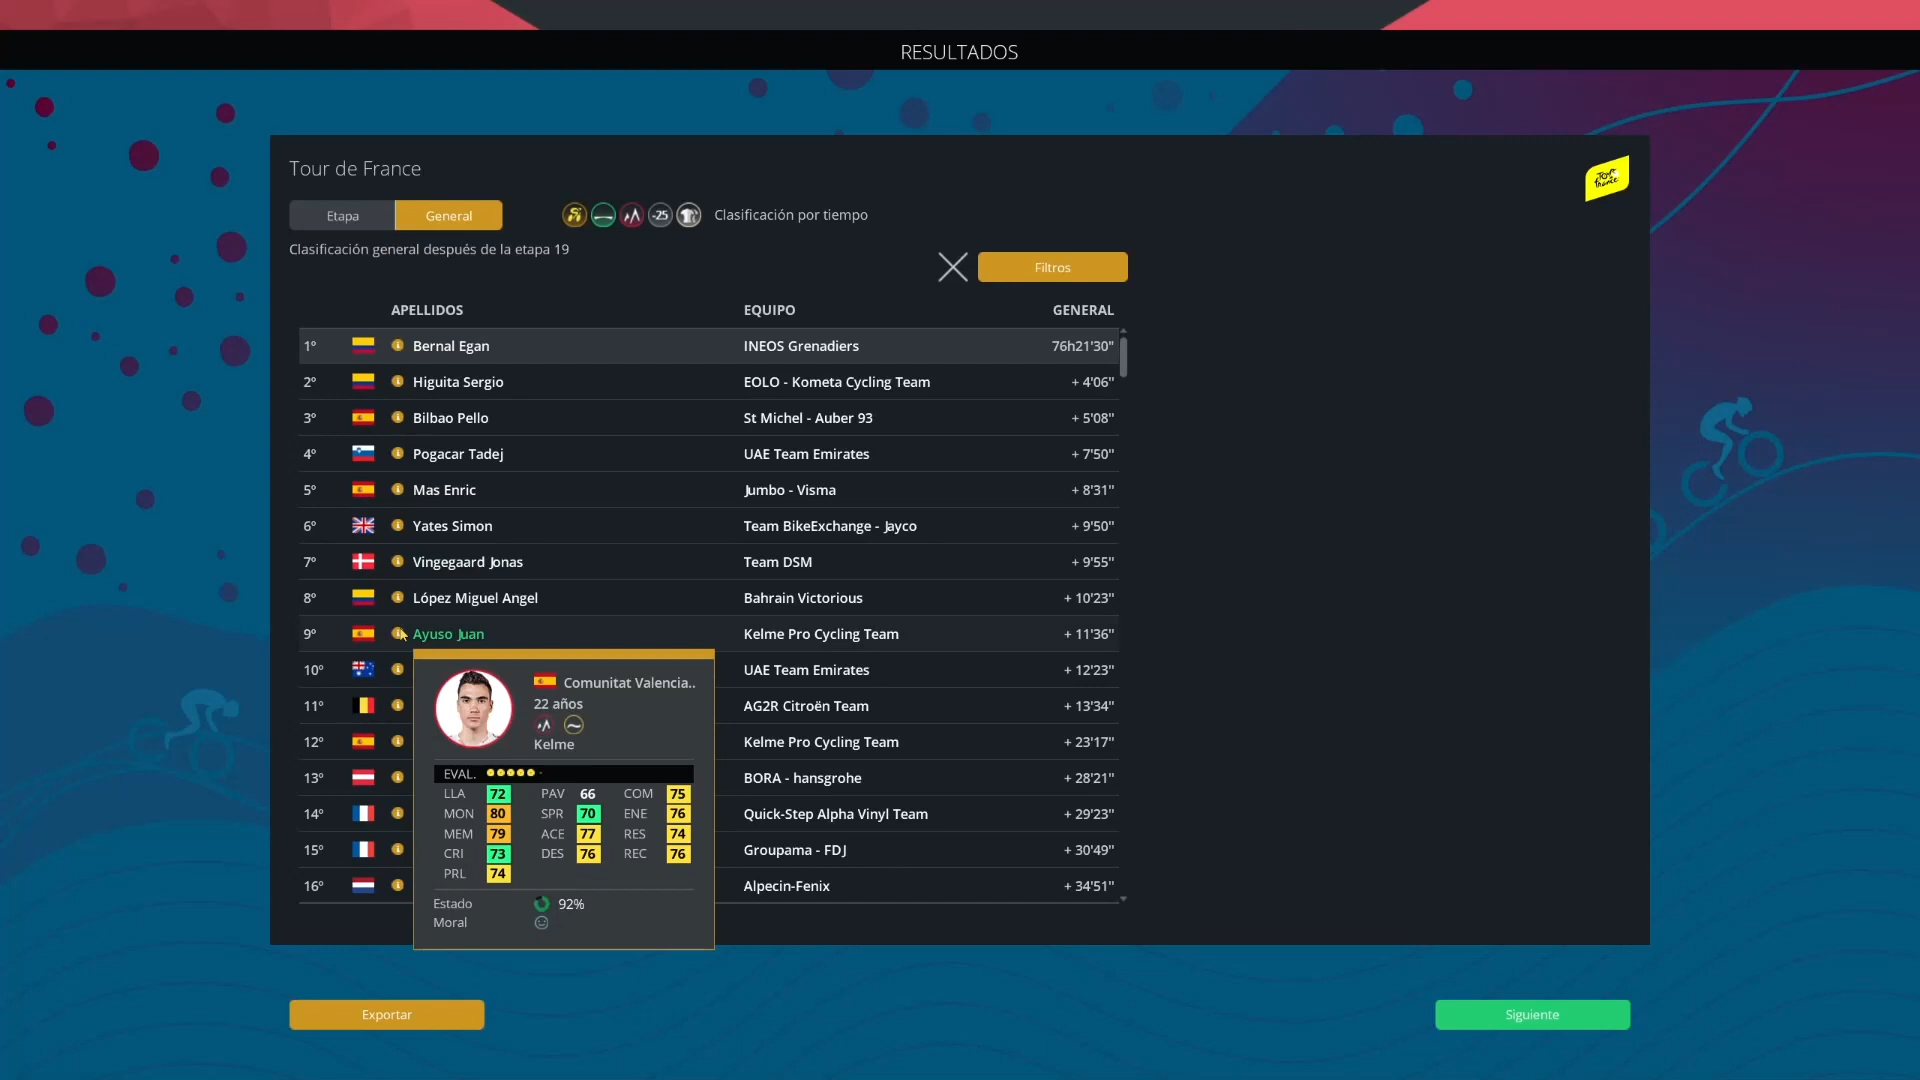 RESULTADOS
Tour de France
Etapa General -25 Clasificación por tiempo
Clasificación general después de la etapa 19
Filtros
APELLIDOS EQUIPO GENERAL
1º Bernal Egan INEOS Grenadiers 76h21'30''
2º Higuita Sergio EOLO - Kometa Cycling Team + 4'06''
3º Bilbao Pello St Michel - Auber 93 + 5'08''
4º Pogacar Tadej UAE Team Emirates + 7'50''
5º Mas Enric Jumbo - Visma + 8'31''
6º Yates Simon Team BikeExchange - Jayco + 9'50''
7º Vingegaard Jonas Team DSM + 9'55''
8º López Miguel Angel Bahrain Victorious + 10'23''
9º Ayuso Juan Kelme Pro Cycling Team + 11'36''
10º UAE Team Emirates + 12'23''
11º AG2R Citroën Team + 13'34''
12º Kelme Pro Cycling Team + 23'17''
13º BORA - hansgrohe + 28'21''
14º Quick-Step Alpha Vinyl Team + 29'23''
15º Groupama - FDJ + 30'49''
16º Alpecin-Fenix + 34'51''
Comunitat Valencia..
22 años
Kelme
EVAL.
LLA 72 PAV 66 COM 75
MON 80 SPR 70 ENE 76
MEM 79 ACE 77 RES 74
CRI 73 DES 76 REC 76
PRL 74
Estado 92%
Moral
Exportar
Siguiente
TOUR
france